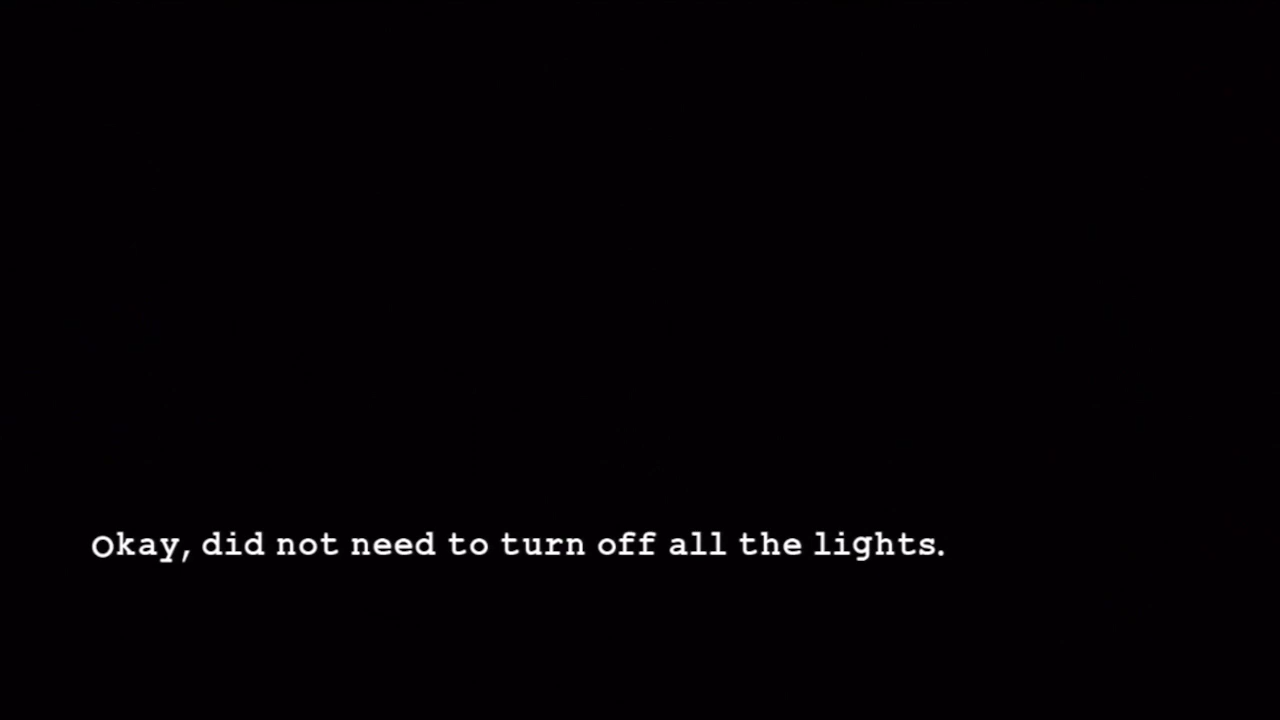 Okay, did not need to turn off all the lights.